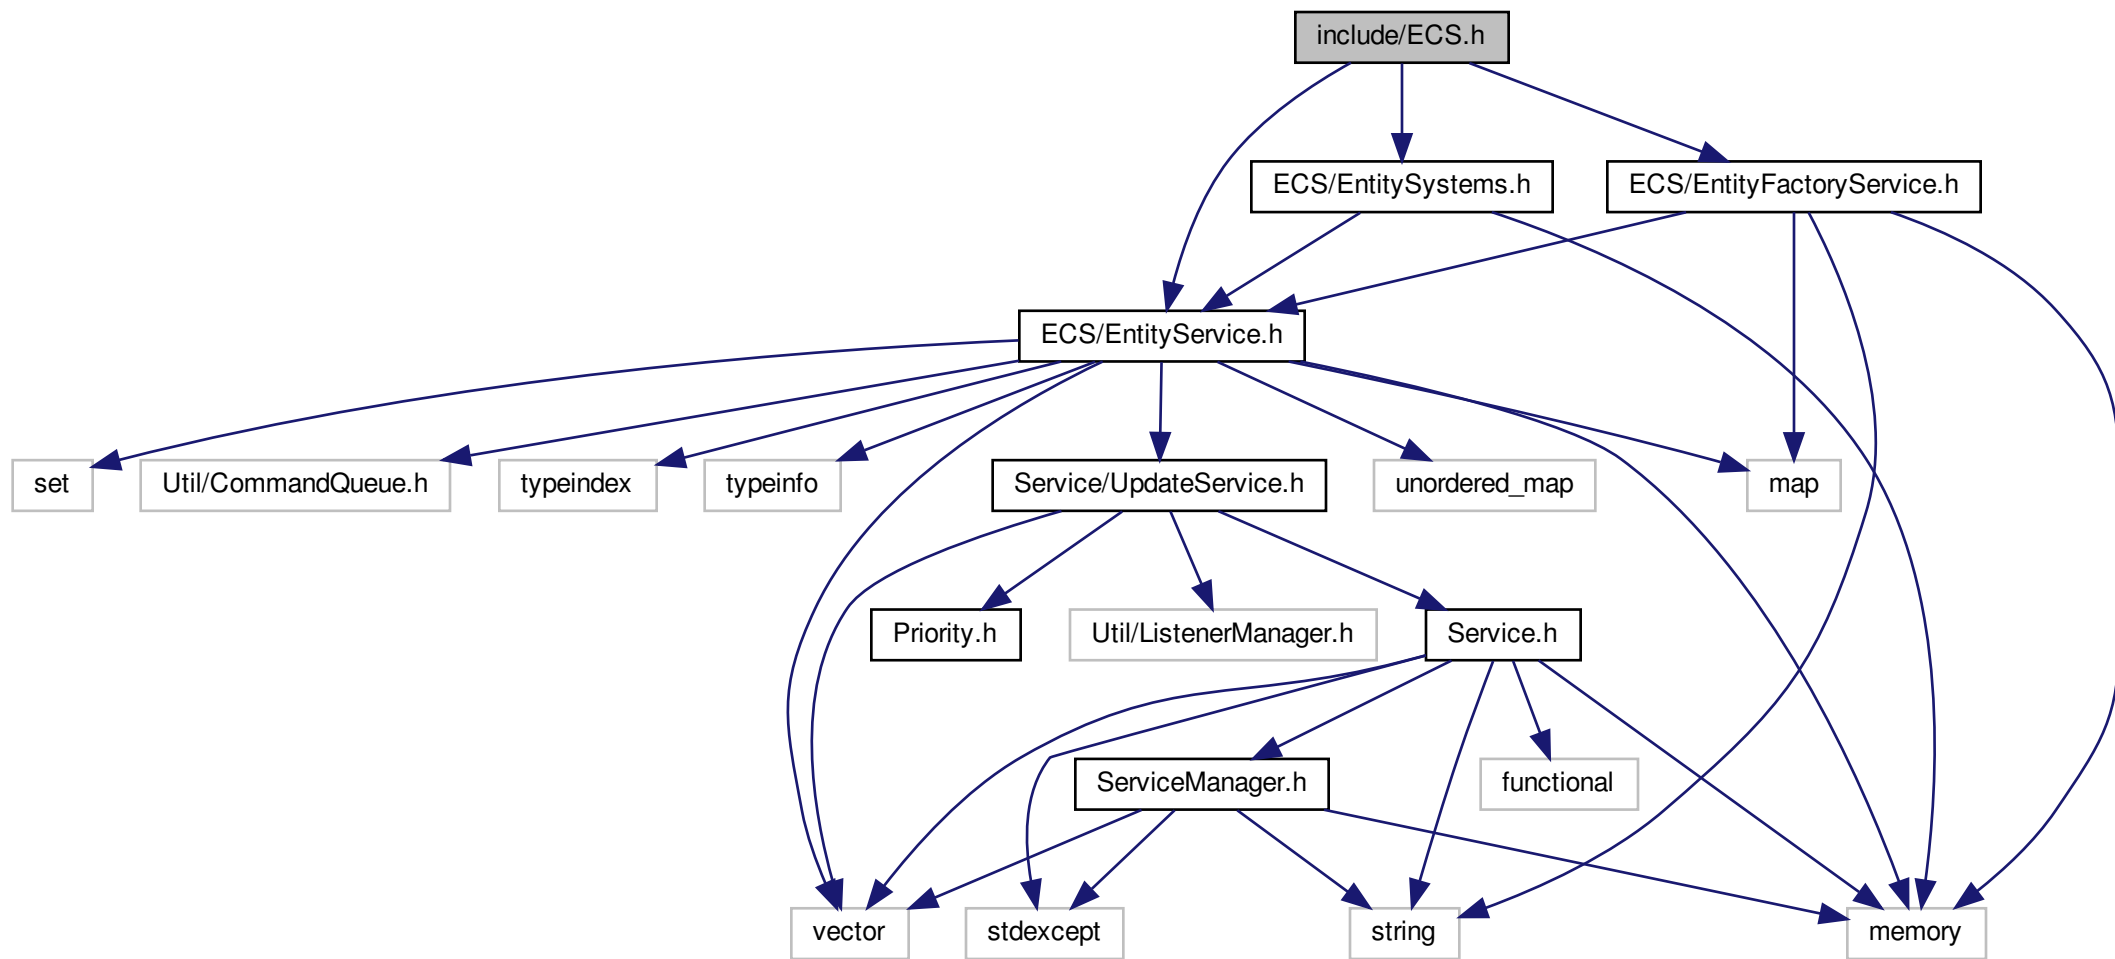 include/ECS.h
ECS/EntitySystems.h
ECS/EntityFactoryService.h
ECS/EntityService.h
set
Util/CommandQueue.h
typeindex
typeinfo
Service/UpdateService.h
unordered_map
map
Priority.h
Util/ListenerManager.h
Service.h
ServiceManager.h
functional
vector
stdexcept
string
memory